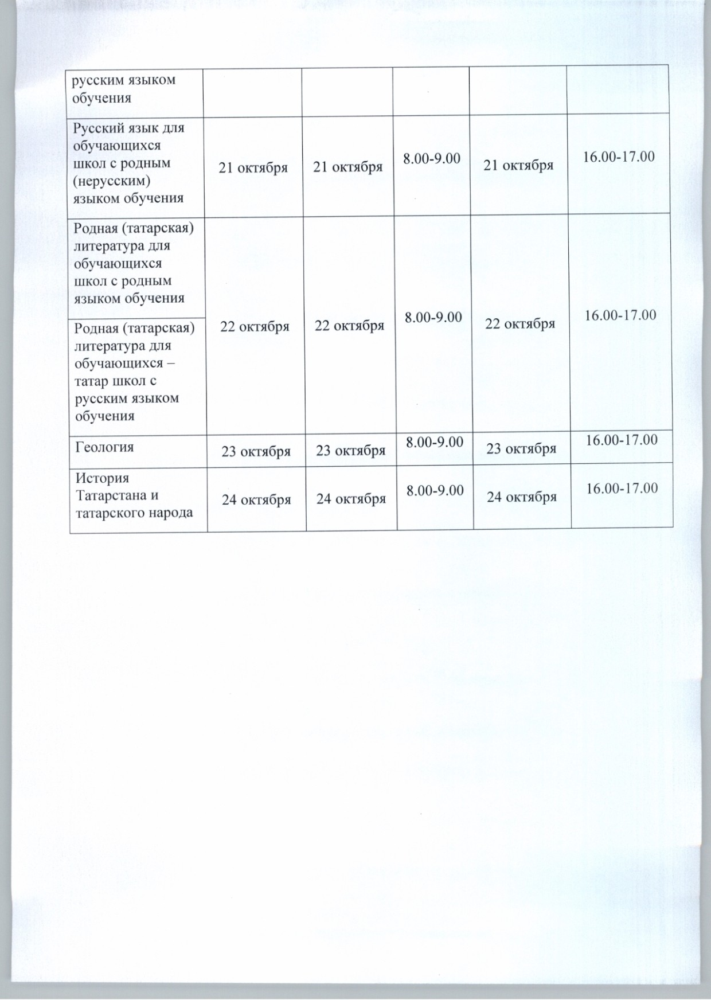 русским языком
обучения
Русский язык для
обучающихся
школ с родным
(нерусским)
языком обучения
21 октября
21 октября
8.00-9.00
21 октября
16.00-17.00
Родная (татарская)
литература для
обучающихся
школ с родным
языком обучения
Родная (татарская)
литература для
обучающихся –
татар школ с
русским языком
обучения
22 октября
22 октября
8.00-9.00
22 октября
16.00-17.00
Геология
23 октября
23 октября
8.00-9.00
23 октября
16.00-17.00
История
Татарстана и
татарского народа
24 октября
24 октября
8.00-9.00
24 октября
16.00-17.00